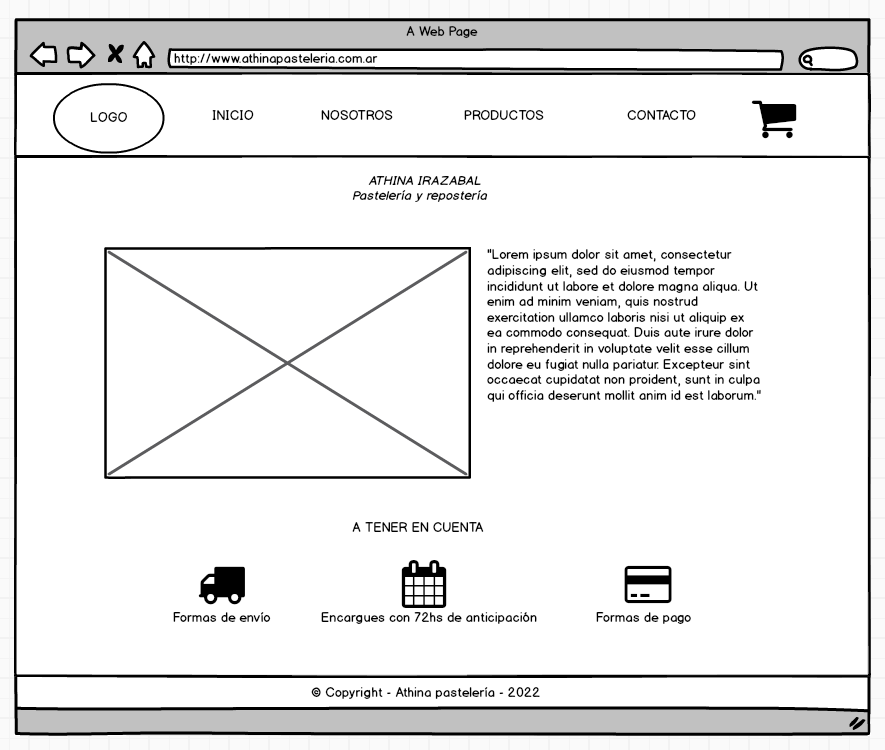 A Web Page
http://www.athinapasteleria.com.ar
LOGO
INICIO
NOSOTROS
PRODUCTOS
CONTACTO
ATHINA IRAZABAL
Pastelería y repostería
"Lorem ipsum dolor sit amet, consectetur
adipiscing elit, sed do eiusmod tempor
incididunt ut labore et dolore magna aliqua. Ut
enim ad minim veniam, quis nostrud
exercitation ullamco laboris nisi ut aliquip ex
ea commodo consequat. Duis aute irure dolor
in reprehenderit in voluptate velit esse cillum
dolore eu fugiat nulla pariatur. Excepteur sint
occaecat cupidatat non proident, sunt in culpa
qui officia deserunt mollit anim id est laborum."
A TENER EN CUENTA
Formas de envío
Encargues con 72hs de anticipación
Formas de pago
© Copyright - Athina pastelería - 2022